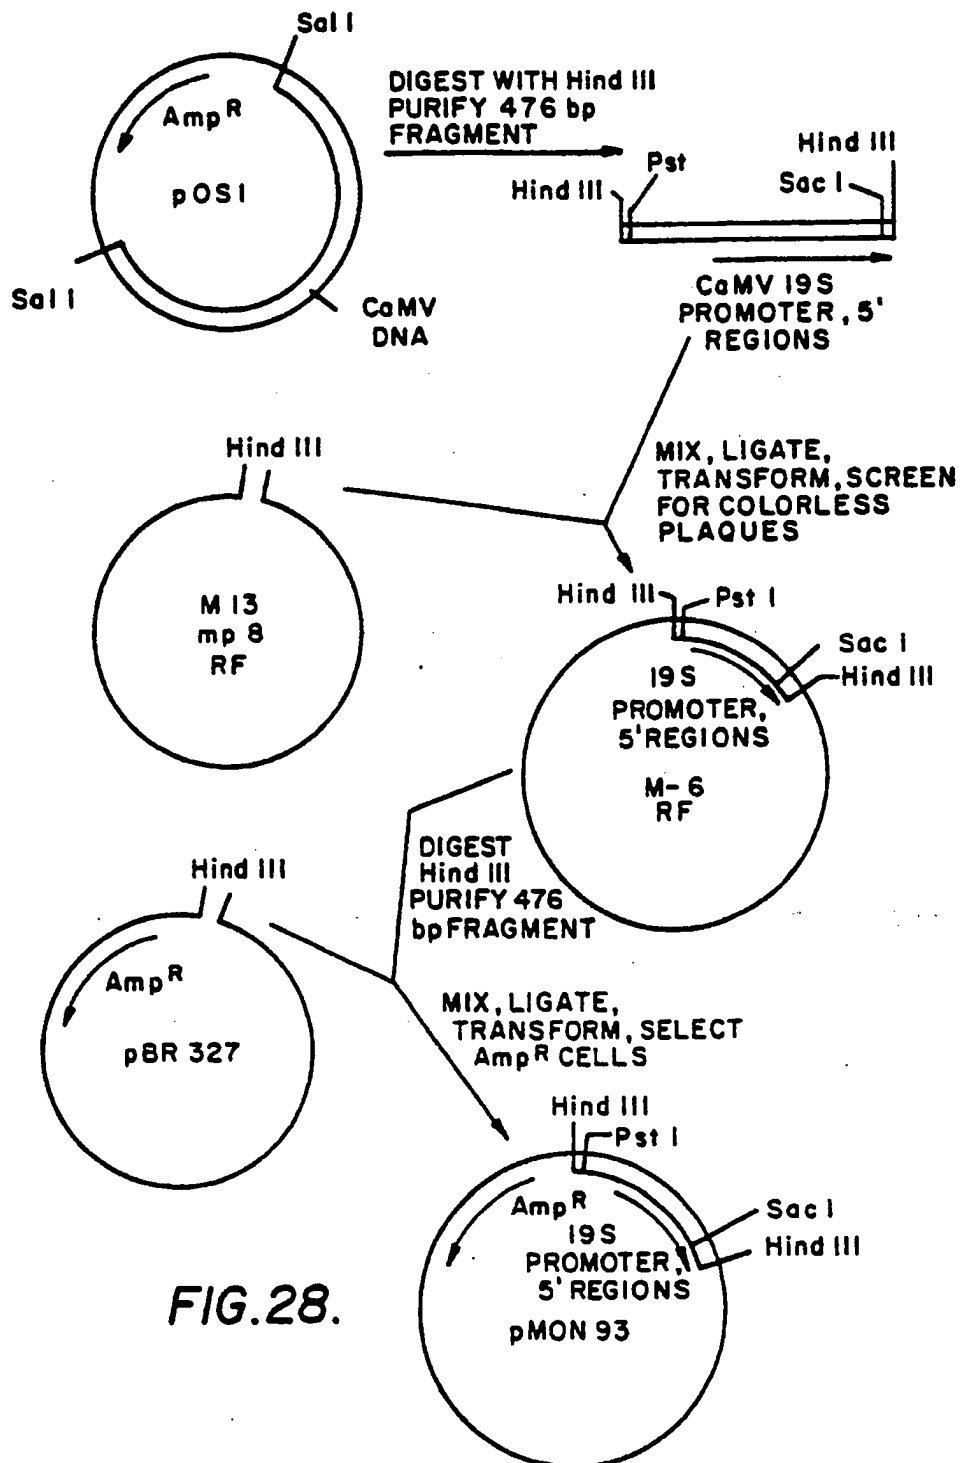 Sal I
Amp R
pOS1
Sal I
CaMV
DNA
DIGEST WITH Hind III
PURIFY 476 bp
FRAGMENT
Hind III
Pst
Sac I
Hind III
CaMV 19S
PROMOTER, 5'
REGIONS
Hind III
M 13
mp 8
RF
MIX, LIGATE,
TRANSFORM, SCREEN
FOR COLORLESS
PLAQUES
Hind III
Pst I
Sac I
Hind III
19S
PROMOTER,
5' REGIONS
M-6
RF
DIGEST
Hind III
PURIFY 476
bp FRAGMENT
Hind III
Amp R
pBR 327
MIX, LIGATE,
TRANSFORM, SELECT
Amp R CELLS
Hind III
Pst I
Amp R
Sac I
Hind III
19S
PROMOTER,
5' REGIONS
pMON 93
FIG.28.